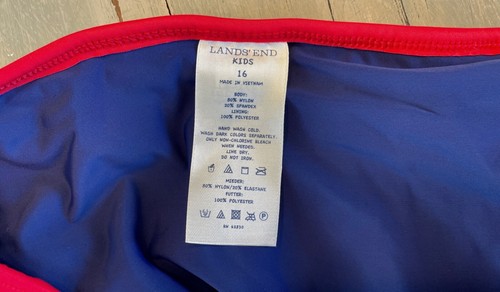 LANDS' END
KIDS
16
MADE IN VIETNAM
BODY:
80% NYLON
20% SPANDEX
LINING:
100% POLYESTER
HAND WASH COLD.
WASH DARK COLORS SEPARATELY.
ONLY NON-CHLORINE BLEACH
WHEN NEEDED.
LINE DRY.
DO NOT IRON.
MIEDER:
80% NYLON/20% ELASTANE
FUTTER:
100% POLYESTER